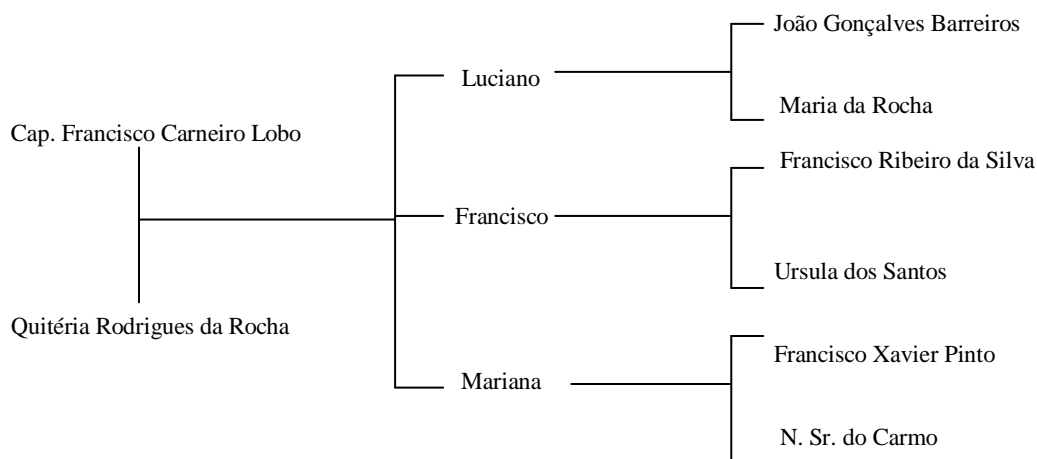 Cap. Francisco Carneiro Lobo
Quitéria Rodrigues da Rocha
Luciano
Francisco
Mariana
João Gonçalves Barreiros
Maria da Rocha
Francisco Ribeiro da Silva
Ursula dos Santos
Francisco Xavier Pinto
N. Sr. do Carmo